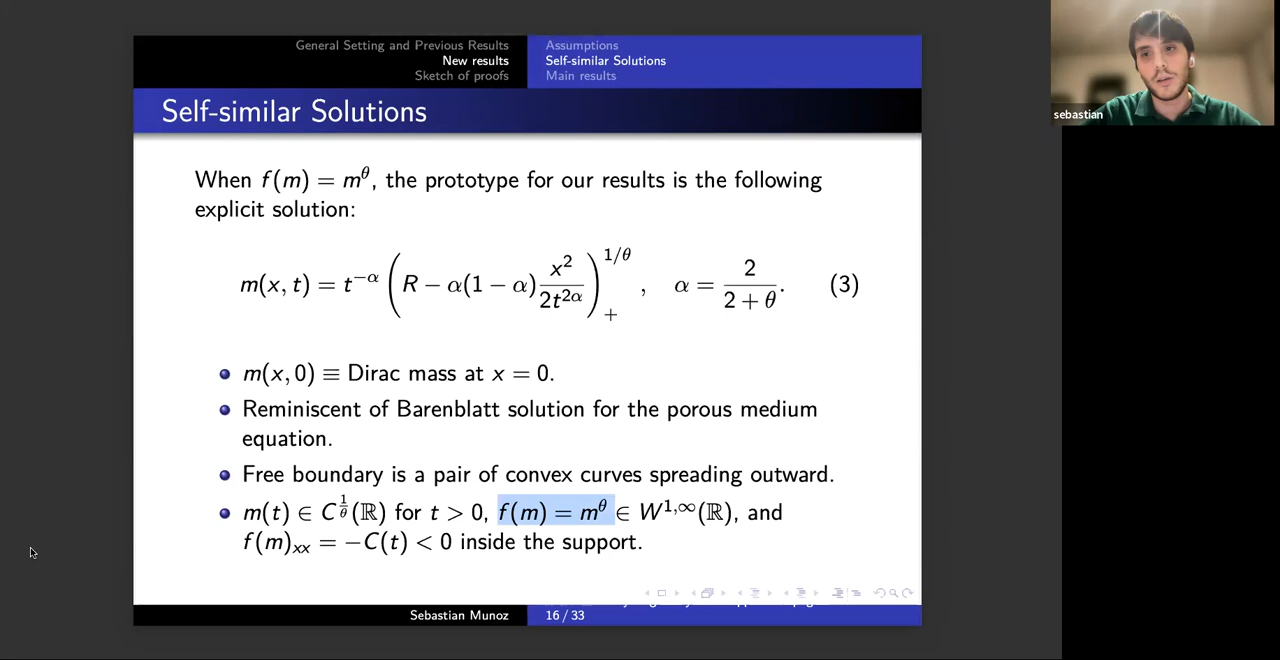 General Setting and Previous Results
New results
Sketch of proofs
Assumptions
Self-similar Solutions
Main results
Self-similar Solutions
When f(m) = m^θ, the prototype for our results is the following
explicit solution:
m(x, t) = t^{-α} ( R − α(1 − α) x^2 / 2t^{2α} )_+^{1/θ} , α = 2 / (2 + θ). (3)
m(x, 0) ≡ Dirac mass at x = 0.
Reminiscent of Barenblatt solution for the porous medium
equation.
Free boundary is a pair of convex curves spreading outward.
m(t) ∈ C^{1/θ}(ℝ) for t > 0, f(m) = m^θ ∈ W^{1,∞}(ℝ), and
f(m)_{xx} = −C(t) < 0 inside the support.
Sebastian Munoz
16 / 33
sebastian